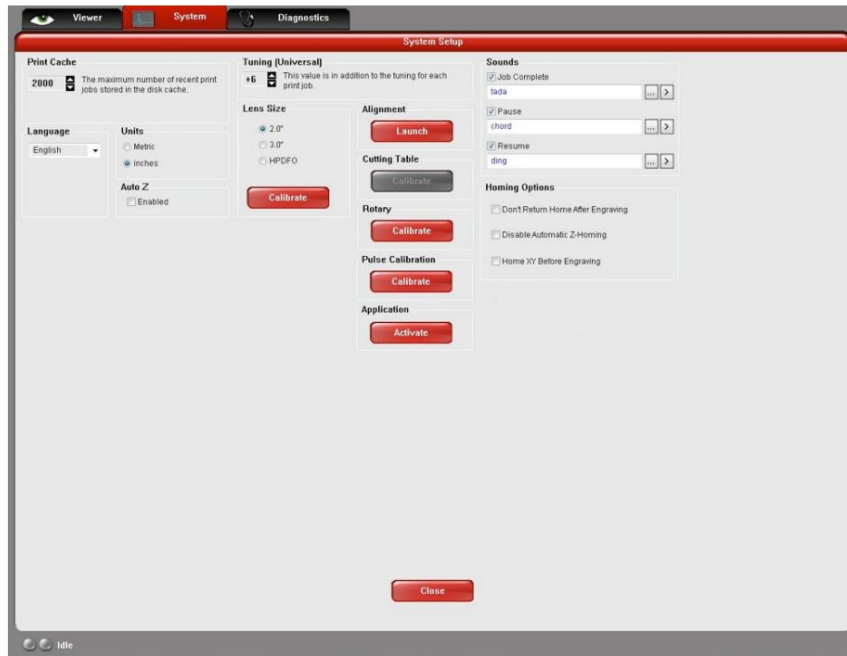 Viewer
System
Diagnostics
System Setup
Print Cache
2000
The maximum number of recent print
jobs stored in the disk cache.
Language
English
Units
Metric
inches
Auto Z
Enabled
Tuning (Universal)
+6
This value is in addition to the tuning for each
print job.
Lens Size
2.0"
3.0"
HPDFO
Calibrate
Alignment
Launch
Cutting Table
Calibrate
Rotary
Calibrate
Pulse Calibration
Calibrate
Application
Activate
Sounds
Job Complete
tada
... >
Pause
chord
... >
Resume
ding
... >
Homing Options
Don't Return Home After Engraving
Disable Automatic Z-Homing
Home XY Before Engraving
Close
Idle